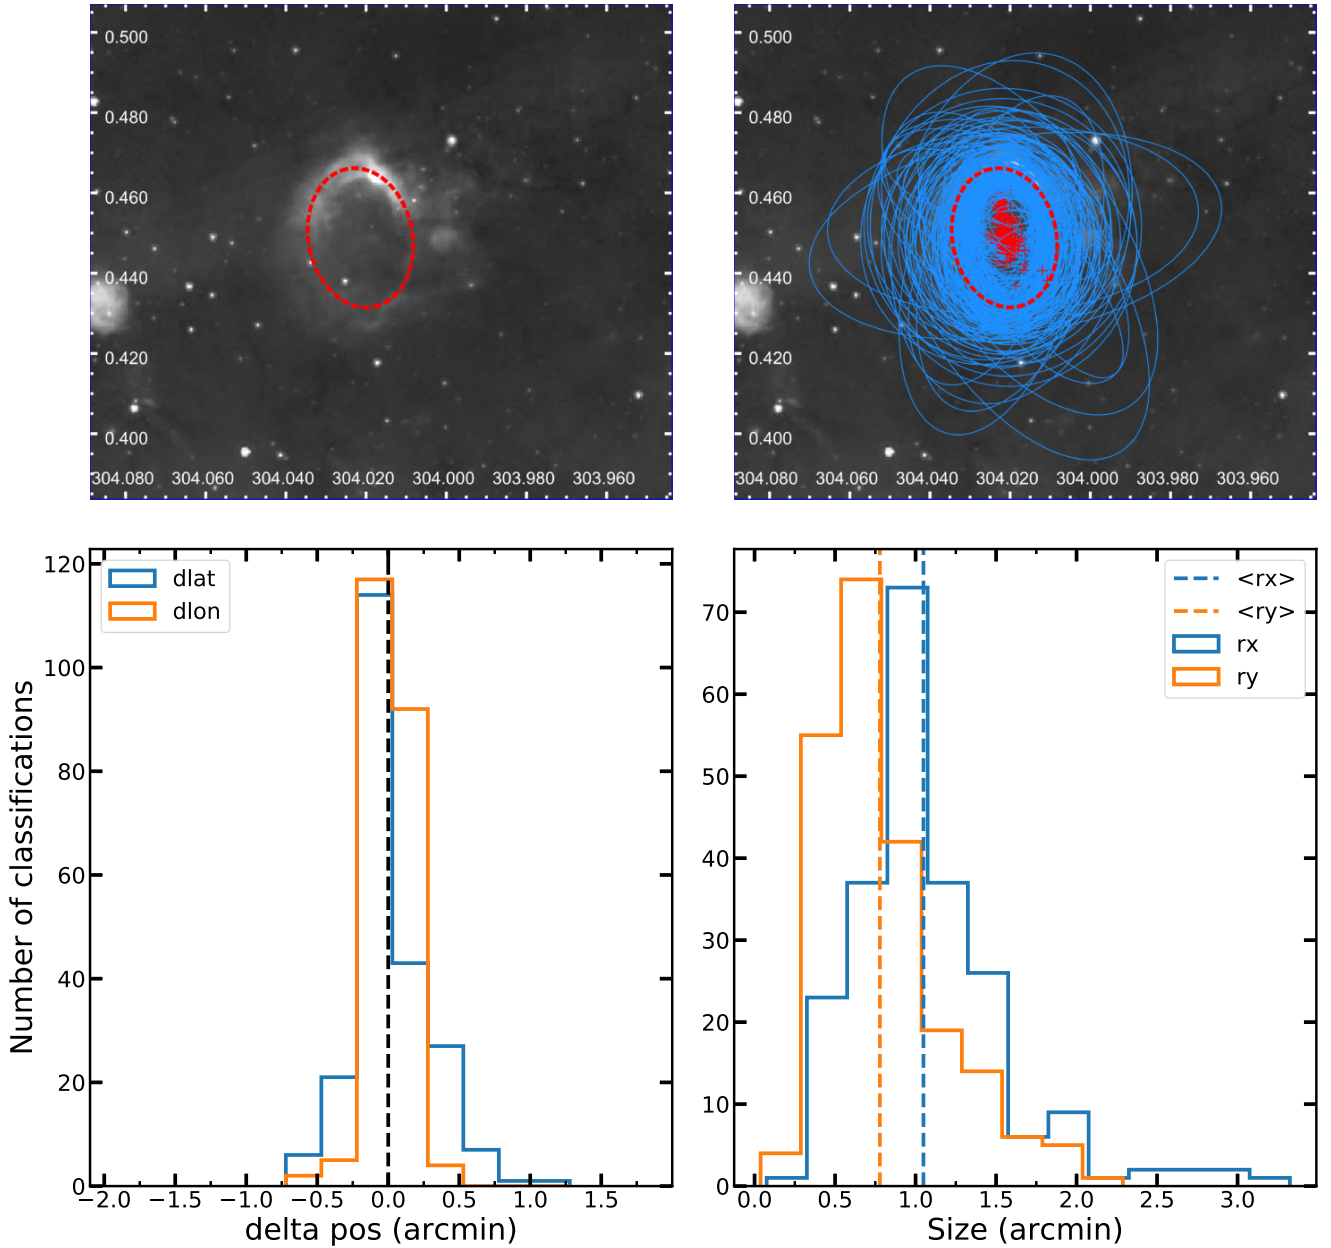 0.500
0.480
0.460
0.440
0.420
0.400
304.080 304.060 304.040 304.020 304.000 303.980 303.960
0.500
0.480
0.460
0.440
0.420
0.400
304.080 304.060 304.040 304.020 304.000 303.980 303.960
Number of classifications
120
100
80
60
40
20
0
dlat
dlon
−2.0 −1.5 −1.0 −0.5 0.0 0.5 1.0 1.5
delta pos (arcmin)
70
60
50
40
30
20
10
0
<rx>
<ry>
rx
ry
0.0 0.5 1.0 1.5 2.0 2.5 3.0
Size (arcmin)